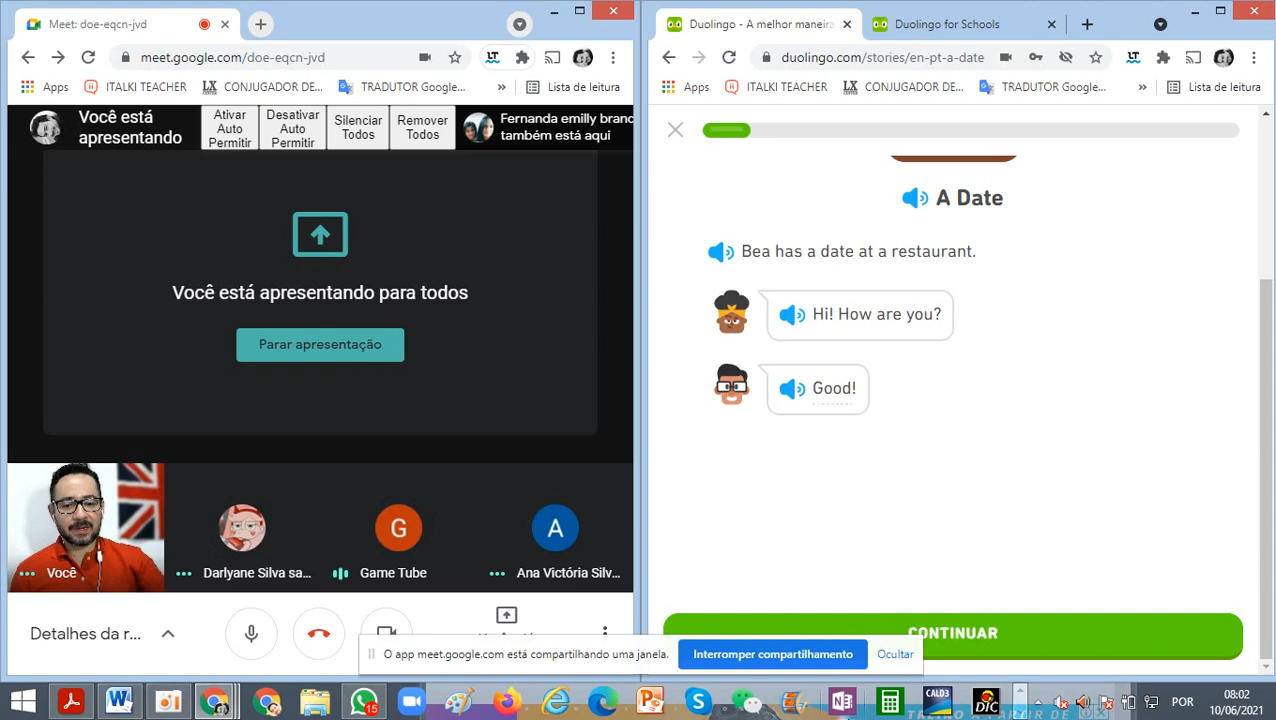 Meet: doe-eqcn-jvd
meet.google.com/doe-eqcn-jvd
Apps
ITALKI TEACHER
CONJUGADOR DE...
TRADUTOR Google...
»
Lista de leitura
Você está
apresentando
Ativar
Auto
Permitir
Desativar
Auto
Permitir
Silenciar
Todos
Remover
Todos
Fernanda emilly branc
também está aqui
Você está apresentando para todos
Parar apresentação
Você
Darlyane Silva sa...
G
Game Tube
A
Ana Victória Silv...
Detalhes da r...
Duolingo - A melhor maneira
Duolingo for Schools
duolingo.com/stories/en-pt-a-date
Apps
ITALKI TEACHER
CONJUGADOR DE...
TRADUTOR Google...
»
Lista de leitura
A Date
Bea has a date at a restaurant.
Hi! How are you?
Good!
CONTINUAR
O app meet.google.com está compartilhando uma janela.
Interromper compartilhamento
Ocultar
15
CALD3
DIC
POR
08:02
10/06/2021